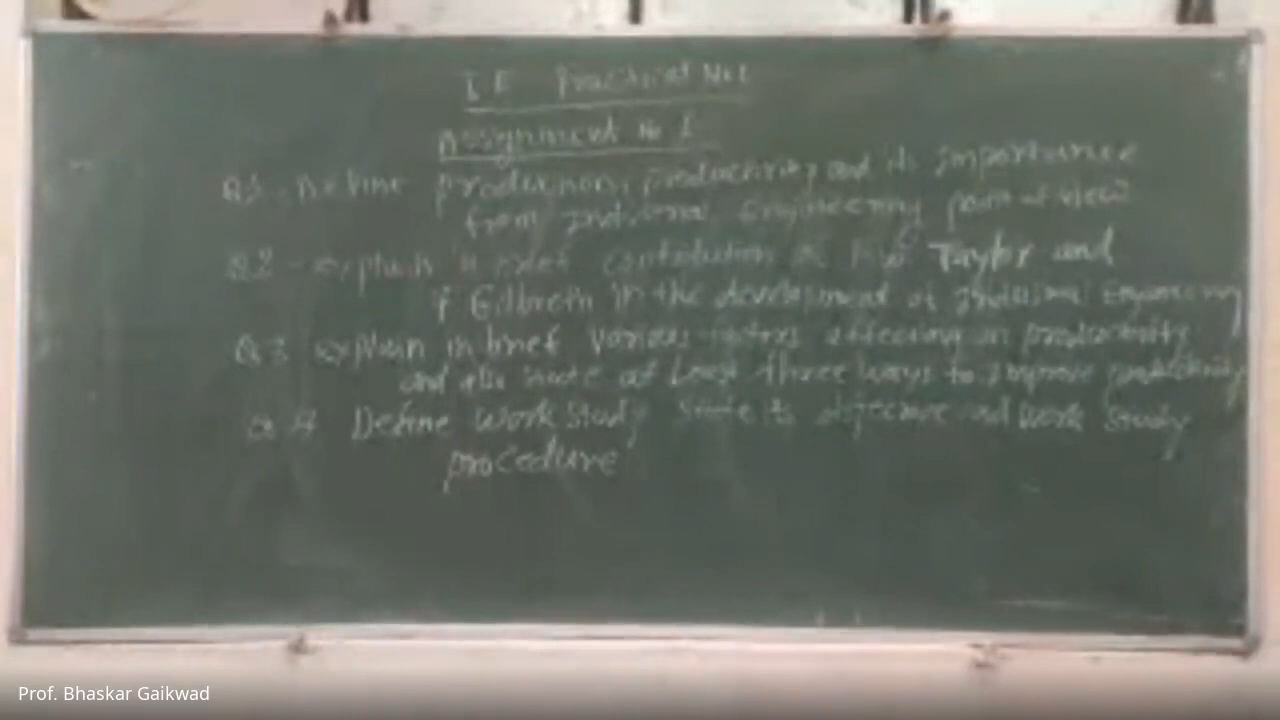 I E Practical No 1
Assignment No I
Q1 - Define production, productivity and its importance
from Industrial Engineering point of view
Q2 - explain in brief contribution of Taylor and
F Gilbreth in the development of Industrial Engineering
Q3 explain in brief various factors affecting on productivity
and also state at least three ways to improve productivity
Q.4 Define Work Study state its objective and Work Study
procedure
Prof. Bhaskar Gaikwad